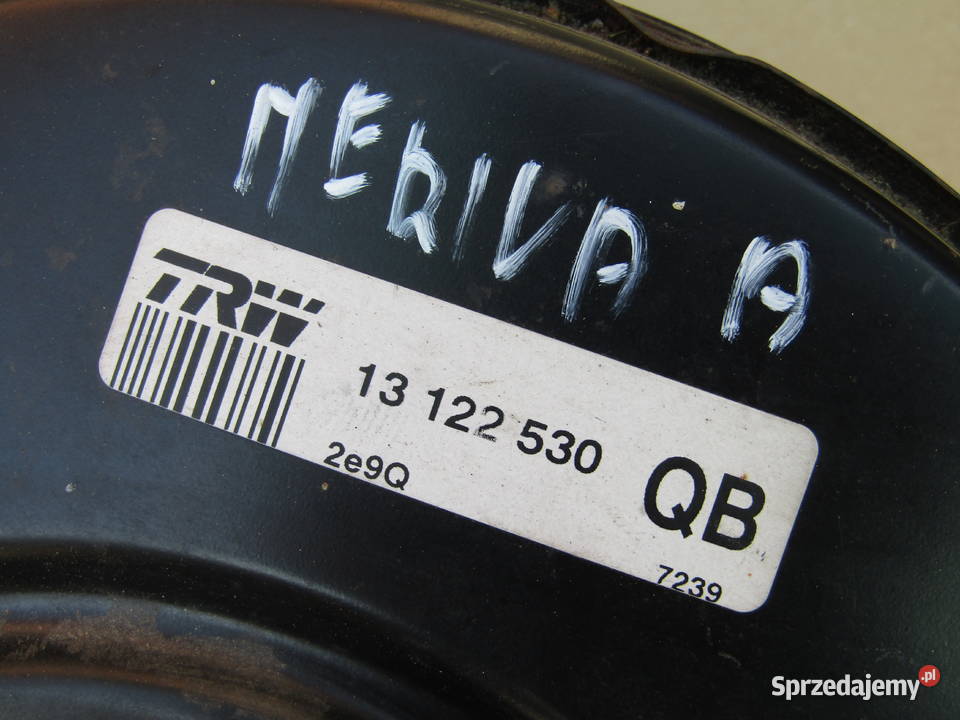 MERIVA A
TRW
13 122 530
2e9Q
QB
7239
Sprzedajemy.pl